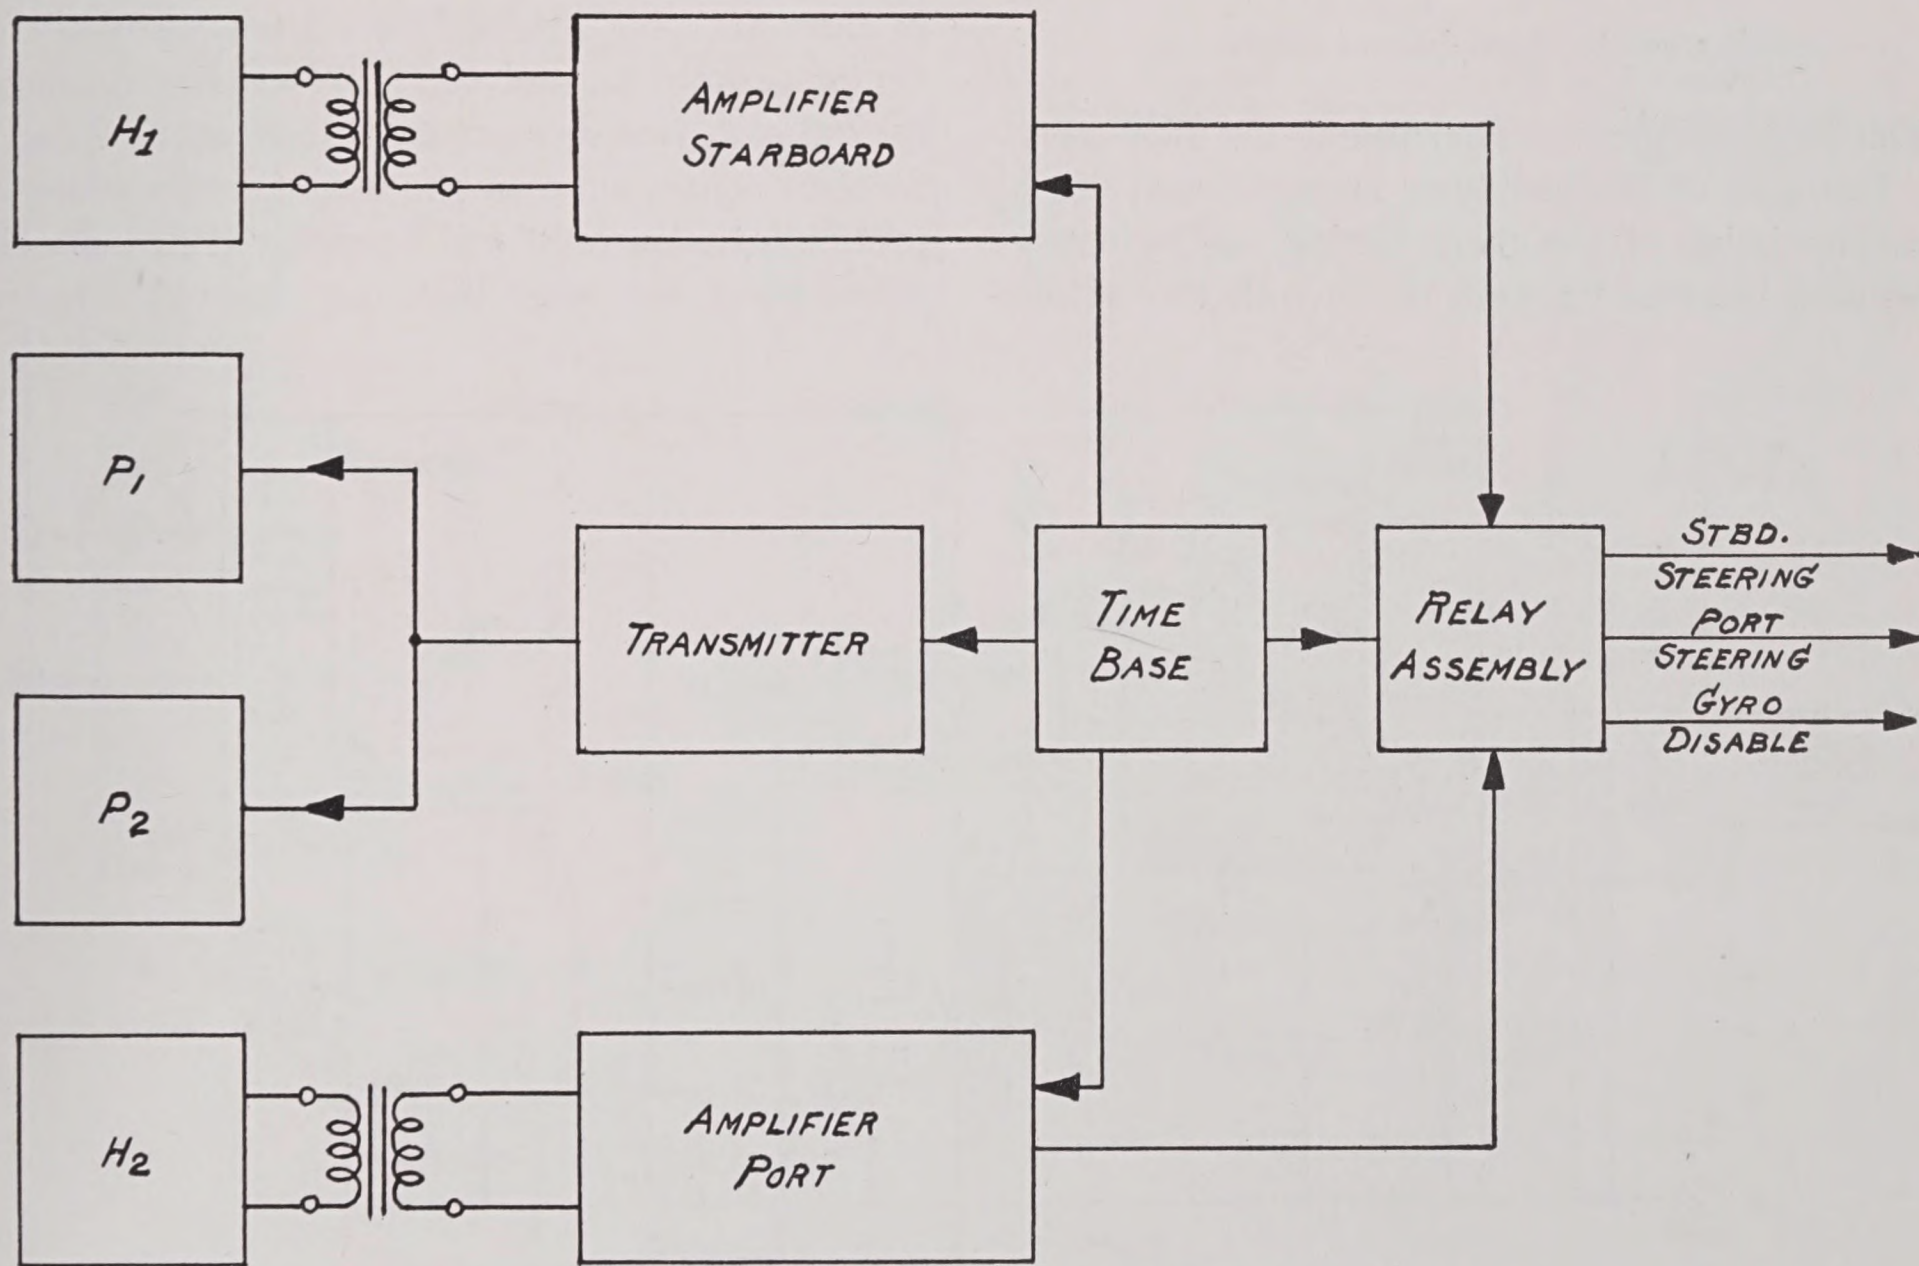 H1
AMPLIFIER
STARBOARD
P1
P2
TRANSMITTER
TIME
BASE
RELAY
ASSEMBLY
STBD.
STEERING
PORT
STEERING
GYRO
DISABLE
H2
AMPLIFIER
PORT